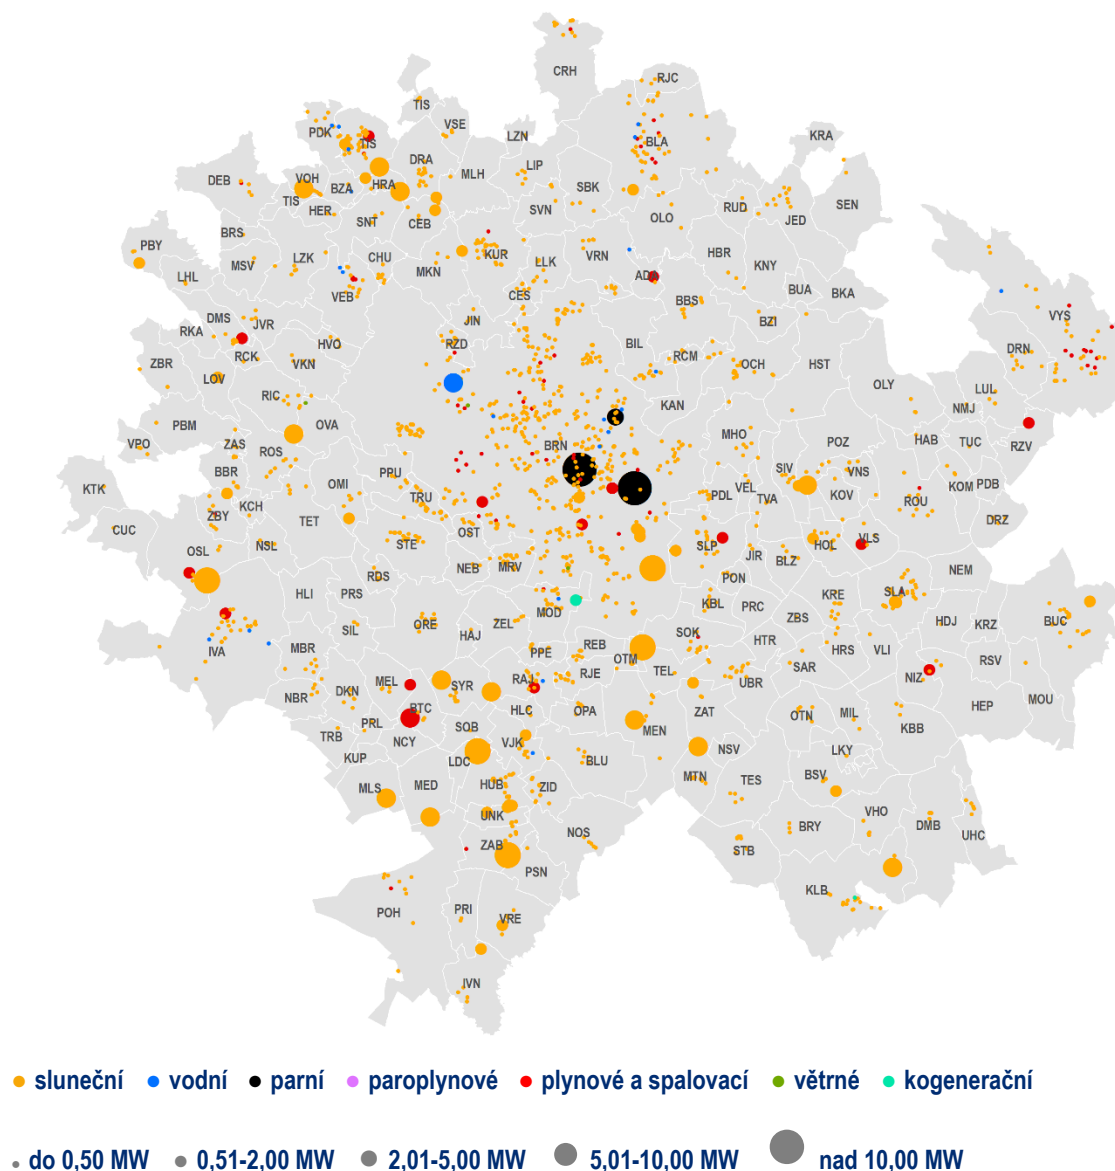 CRH
RJC
TIS
VSE
LZN
KRA
PDK
TIS
BLA
DRA
LIP
MLH
SBK
SEN
DEB
VOH
BZA
HRA
TIS
HER
SNT
CEB
SVN
OLO
RUD
JED
BRS
PBY
MSV
LZK
CHU
MKN
KUR
LLK
VRN
HBR
KNY
LHL
VEB
CES
ADA
BBS
BUA
BKA
DMS
JVR
RKA
JIN
BZI
VYS
ZBR
RCK
HVO
RZD
BIL
RCM
DRN
VKN
OCH
HST
LOV
RIC
OLY
LUL
KAN
NMJ
PBM
OVA
MHO
HAB
TUC
RZV
VPO
ZAS
ROS
BRN
POZ
BBR
PPU
SIV
VNS
KTK
OMI
VEL
KOM
PDB
KCH
TRU
PDL
TVA
KOV
ROU
ZBY
TET
DRZ
CUC
OST
OSL
NSL
STE
SLP
HOL
VLS
JIR
BLZ
NEB
MRV
NEM
RDS
PON
HLI
PRS
KBL
PRC
KRE
SLA
MOD
ZBS
ORE
ZEL
HDJ
KRZ
BUC
SIL
HAJ
SOK
HTR
IVA
MBR
PPE
REB
HRS
VLI
OTM
RSV
TEL
SAR
RAJ
RJE
UBR
NIZ
NBR
DKN
MEL
SYR
MOU
BTC
HLC
OPA
ZAT
OTN
MIL
HEP
PRL
SOB
MEN
KBB
TRB
NCY
VJK
NSV
LKY
KUP
LDC
BLU
MLS
MED
HUB
ZID
MTN
TES
BSV
UNK
VHO
NOS
BRY
DMB
UHC
ZAB
STB
PSN
KLB
POH
PRI
VRE
IVN
sluneční vodní parní paroplynové plynové a spalovací větrné kogenerační
do 0,50 MW 0,51-2,00 MW 2,01-5,00 MW 5,01-10,00 MW nad 10,00 MW